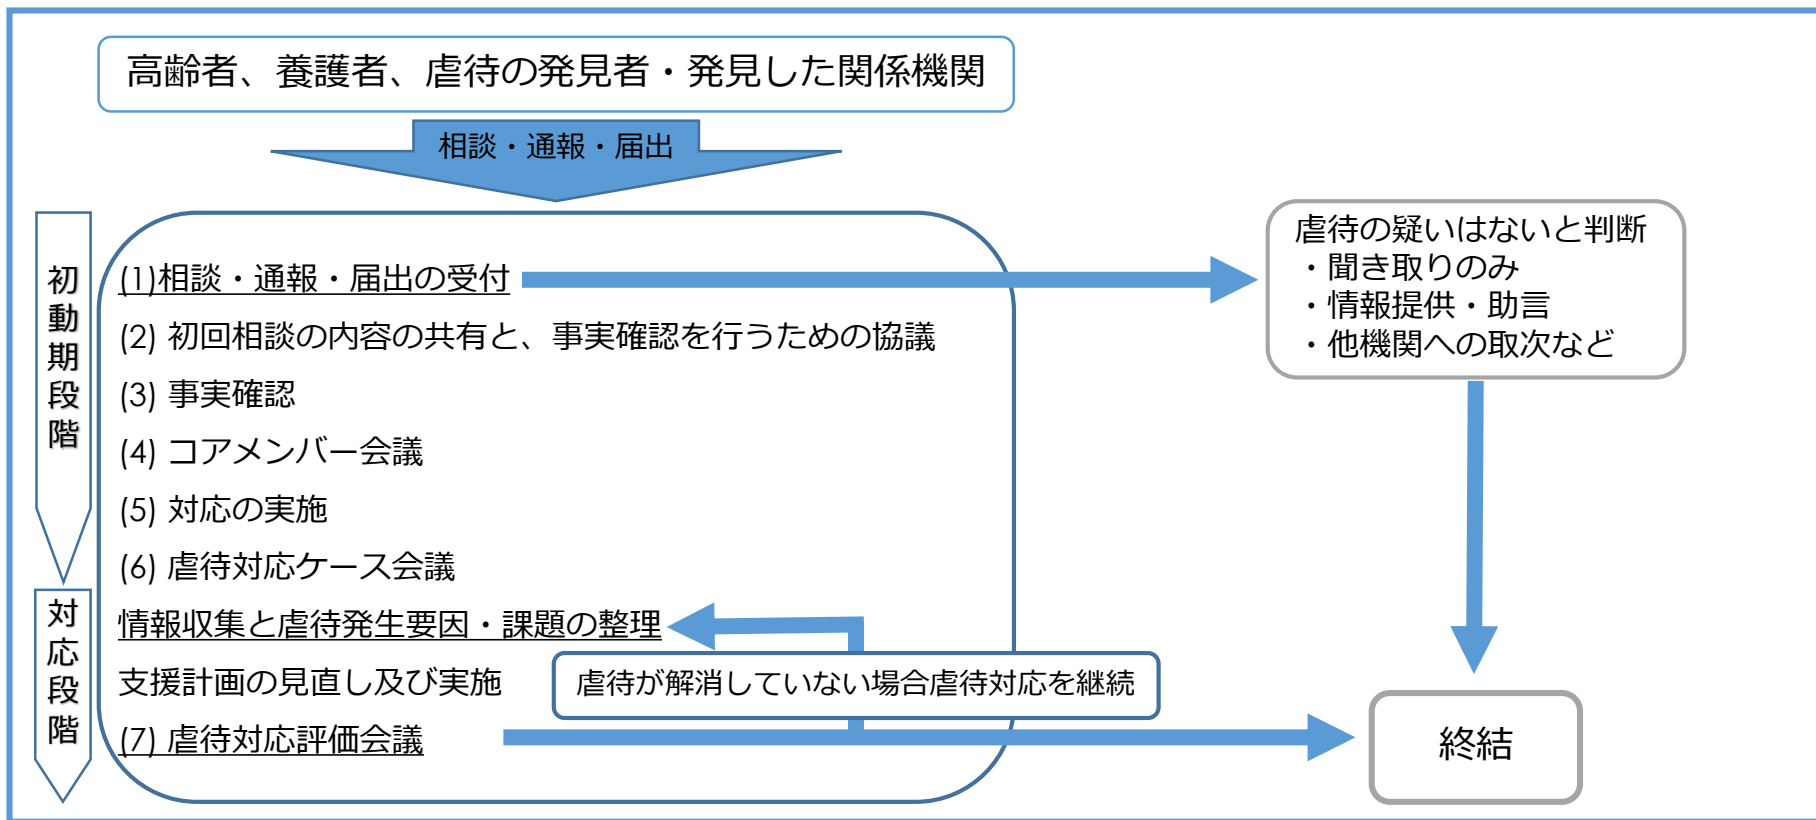 高齢者、養護者、虐待の発見者・発見した関係機関
相談・通報・届出
初動期段階
(1)相談・通報・届出の受付
(2) 初回相談の内容の共有と、事実確認を行うための協議
(3) 事実確認
(4) コアメンバー会議
(5) 対応の実施
(6) 虐待対応ケース会議
対応段階
情報収集と虐待発生要因・課題の整理
支援計画の見直し及び実施
虐待が解消していない場合虐待対応を継続
(7) 虐待対応評価会議
虐待の疑いはないと判断
・聞き取りのみ
・情報提供・助言
・他機関への取次など
終結